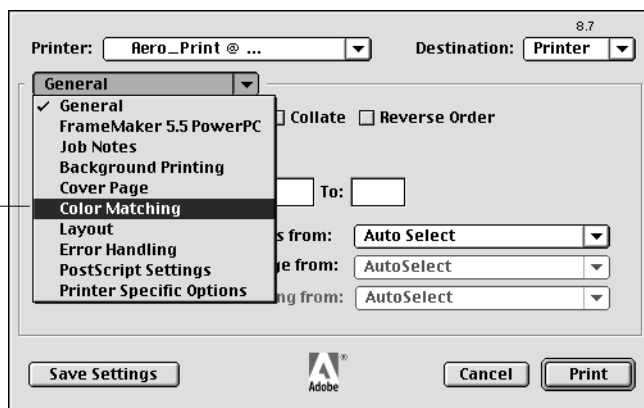 8.7
Printer: Aero_Print @ ... Destination: Printer
General
✓ General
FrameMaker 5.5 PowerPC
Job Notes
Background Printing
Cover Page
Color Matching
Layout
Error Handling
PostScript Settings
Printer Specific Options
Collate Reverse Order
To:
s from: Auto Select
ge from: AutoSelect
ng from: AutoSelect
Save Settings Adobe® Cancel Print